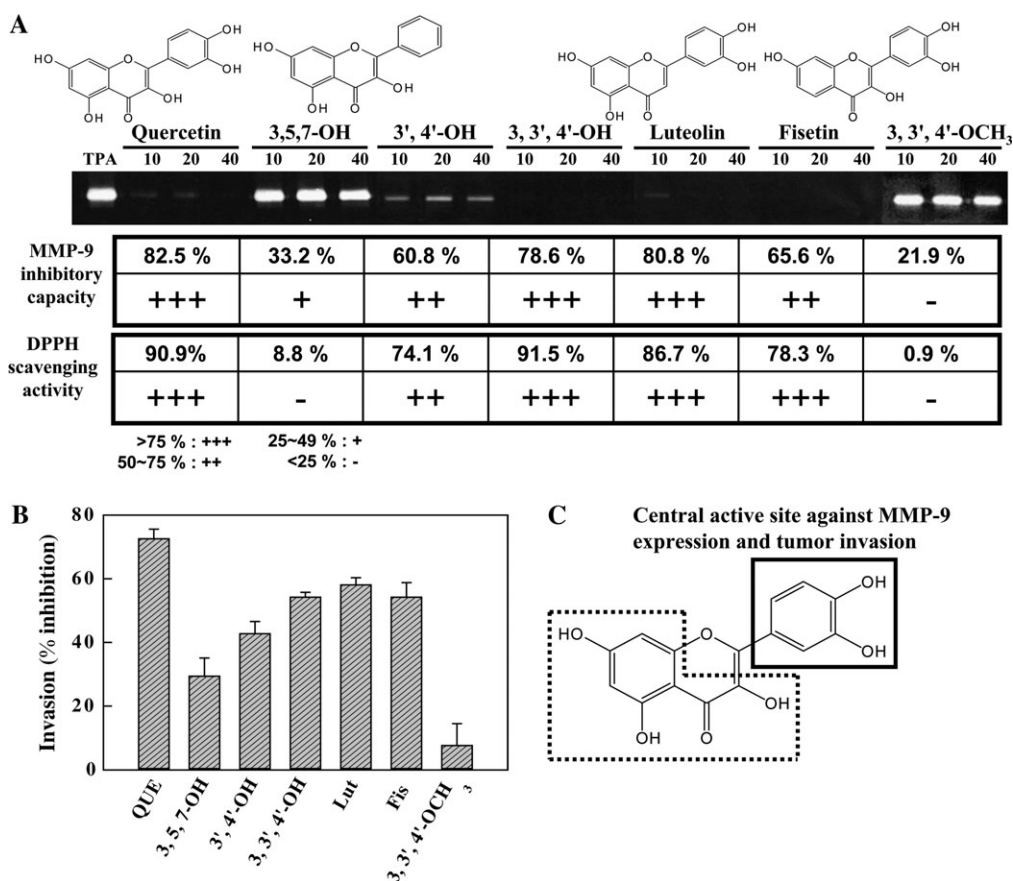 A
HO
OH
OH
OH
OH
O
O
HO
OH
OH
O
O
HO
OH
OH
OH
O
O
HO
OH
OH
OH
O
O
Quercetin 3,5,7-OH 3', 4'-OH 3, 3', 4'-OH Luteolin Fisetin 3, 3', 4'-OCH3
TPA 10 20 40 10 20 40 10 20 40 10 20 40 10 20 40 10 20 40 10 20 40
MMP-9
inhibitory
capacity
82.5 % 33.2 % 60.8 % 78.6 % 80.8 % 65.6 % 21.9 %
+++ + ++ +++ +++ ++ -
DPPH
scavenging
activity
90.9% 8.8 % 74.1 % 91.5 % 86.7 % 78.3 % 0.9 %
+++ - ++ +++ +++ +++ -
>75 % : +++ 25~49 % : +
50~75 % : ++ <25 % : -
B
Invasion (% inhibition)
80
60
40
20
0
QUE
3, 5, 7-OH
3', 4'-OH
3, 3', 4'-OH
Lut
Fis
3, 3', 4'-OCH3
C
Central active site against MMP-9
expression and tumor invasion
OH
OH
HO
O
OH
OH
O